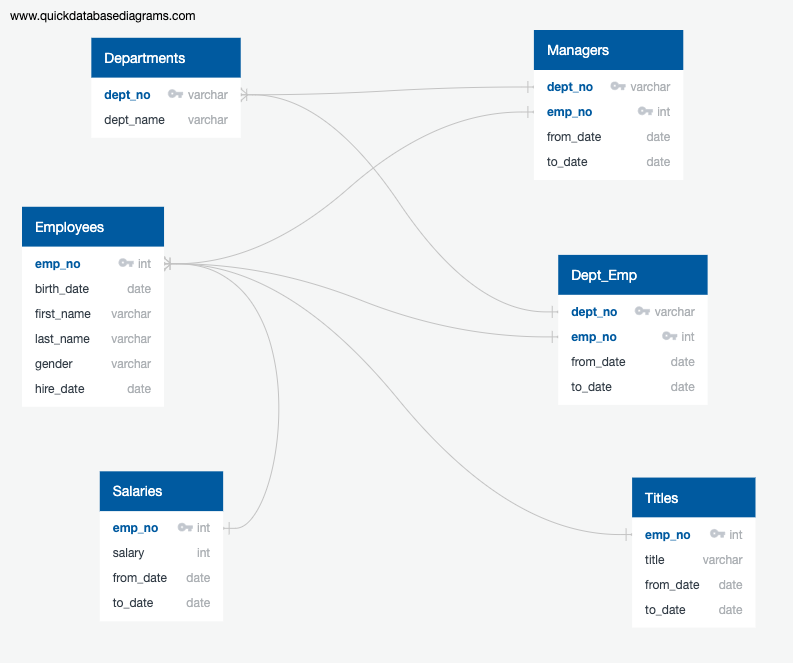 www.quickdatabasediagrams.com
Departments
dept_no varchar
dept_name varchar
Managers
dept_no varchar
emp_no int
from_date date
to_date date
Employees
emp_no int
birth_date date
first_name varchar
last_name varchar
gender varchar
hire_date date
Dept_Emp
dept_no varchar
emp_no int
from_date date
to_date date
Salaries
emp_no int
salary int
from_date date
to_date date
Titles
emp_no int
title varchar
from_date date
to_date date